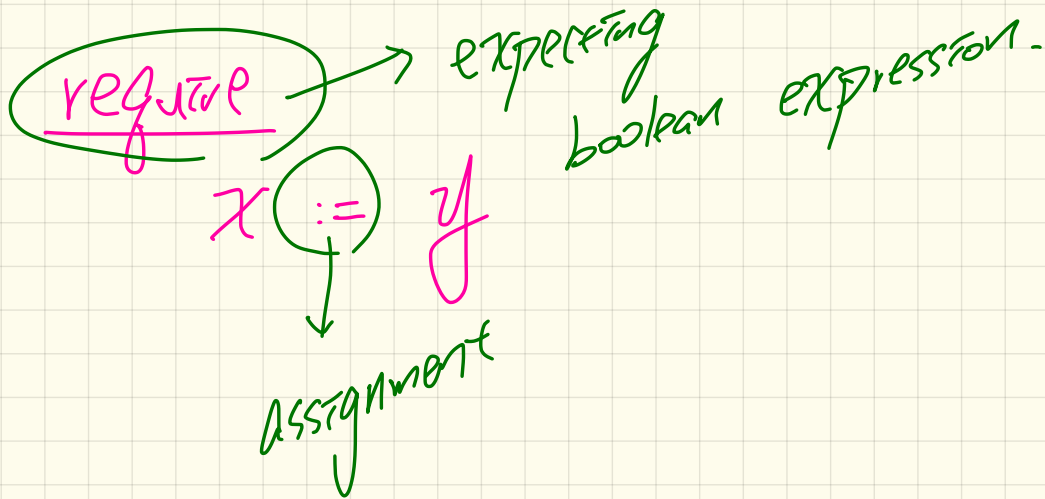 require
expecting
boolean expression.
x := y
assignment